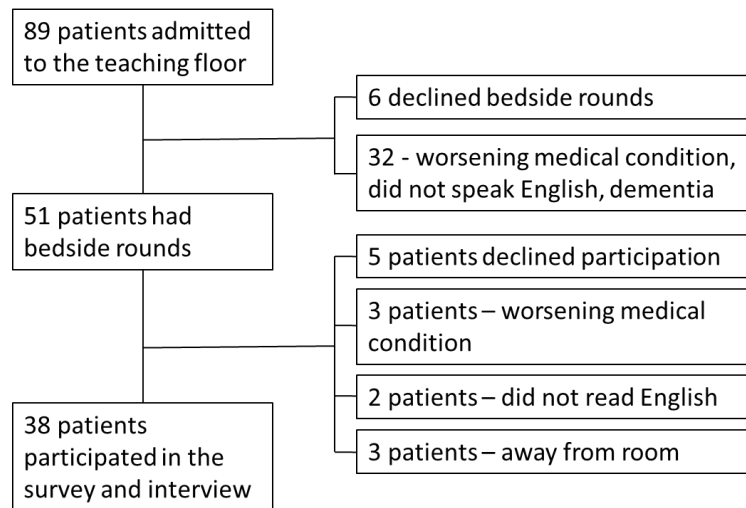 89 patients admitted
to the teaching floor
6 declined bedside rounds
32 - worsening medical condition,
did not speak English, dementia
51 patients had
bedside rounds
5 patients declined participation
3 patients – worsening medical
condition
2 patients – did not read English
3 patients – away from room
38 patients
participated in the
survey and interview